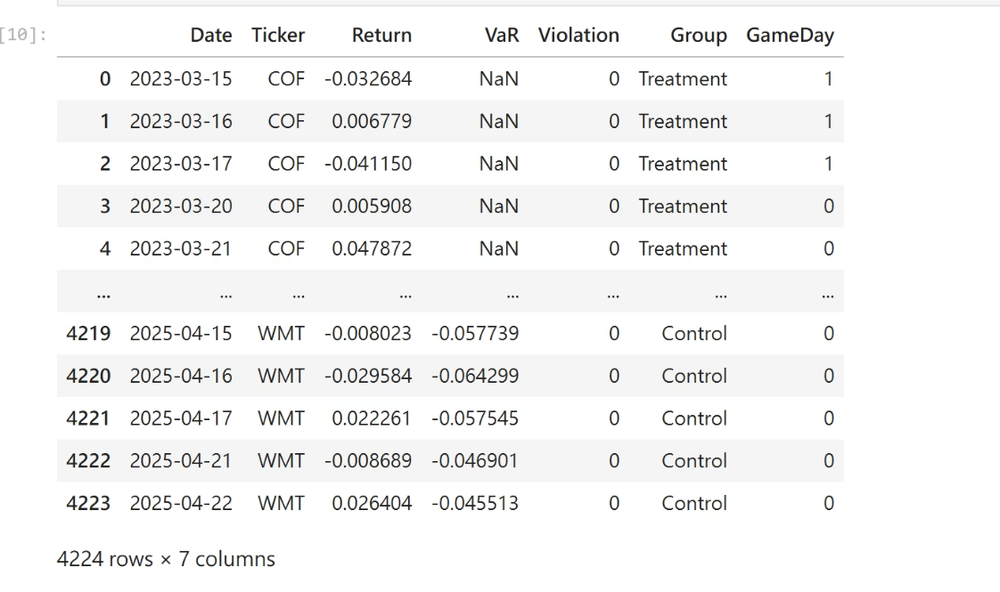 [10]:
Date Ticker Return VaR Violation Group GameDay
0 2023-03-15 COF -0.032684 NaN 0 Treatment 1
1 2023-03-16 COF 0.006779 NaN 0 Treatment 1
2 2023-03-17 COF -0.041150 NaN 0 Treatment 1
3 2023-03-20 COF 0.005908 NaN 0 Treatment 0
4 2023-03-21 COF 0.047872 NaN 0 Treatment 0
... ... ... ... ... ... ... ...
4219 2025-04-15 WMT -0.008023 -0.057739 0 Control 0
4220 2025-04-16 WMT -0.029584 -0.064299 0 Control 0
4221 2025-04-17 WMT 0.022261 -0.057545 0 Control 0
4222 2025-04-21 WMT -0.008689 -0.046901 0 Control 0
4223 2025-04-22 WMT 0.026404 -0.045513 0 Control 0
4224 rows × 7 columns